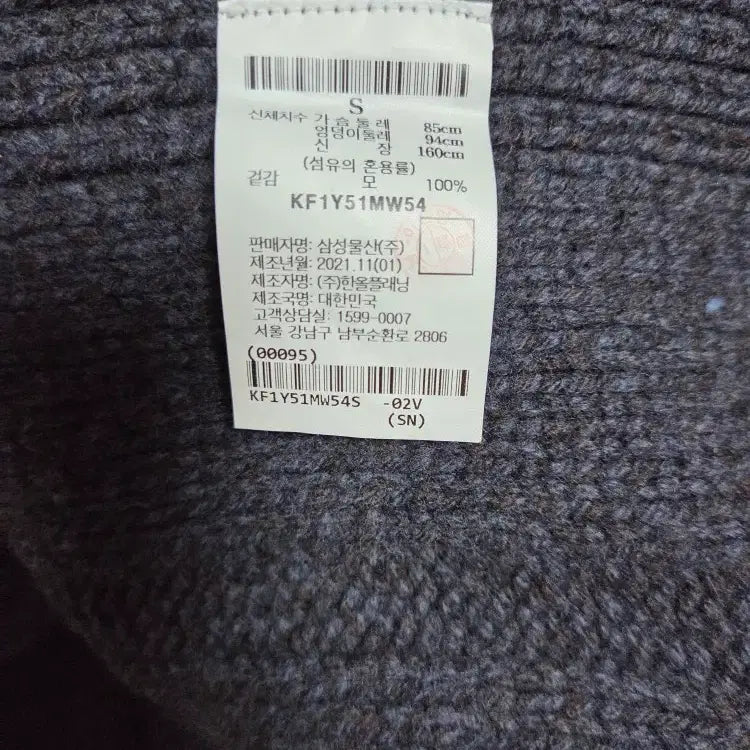 S
신체치수 가 슴 둘 레 85cm
엉덩이둘레 94cm
신 장 160cm
(섬유의 혼용률)
겉감 모 100%
KF1Y51MW54
판매자명: 삼성물산(주)
제조년월: 2021.11(01)
제조자명: (주)한올플래닝
제조국명: 대한민국
고객상담실: 1599-0007
서울 강남구 남부순환로 2806
(00095)
KF1Y51MW54S -02V
(SN)